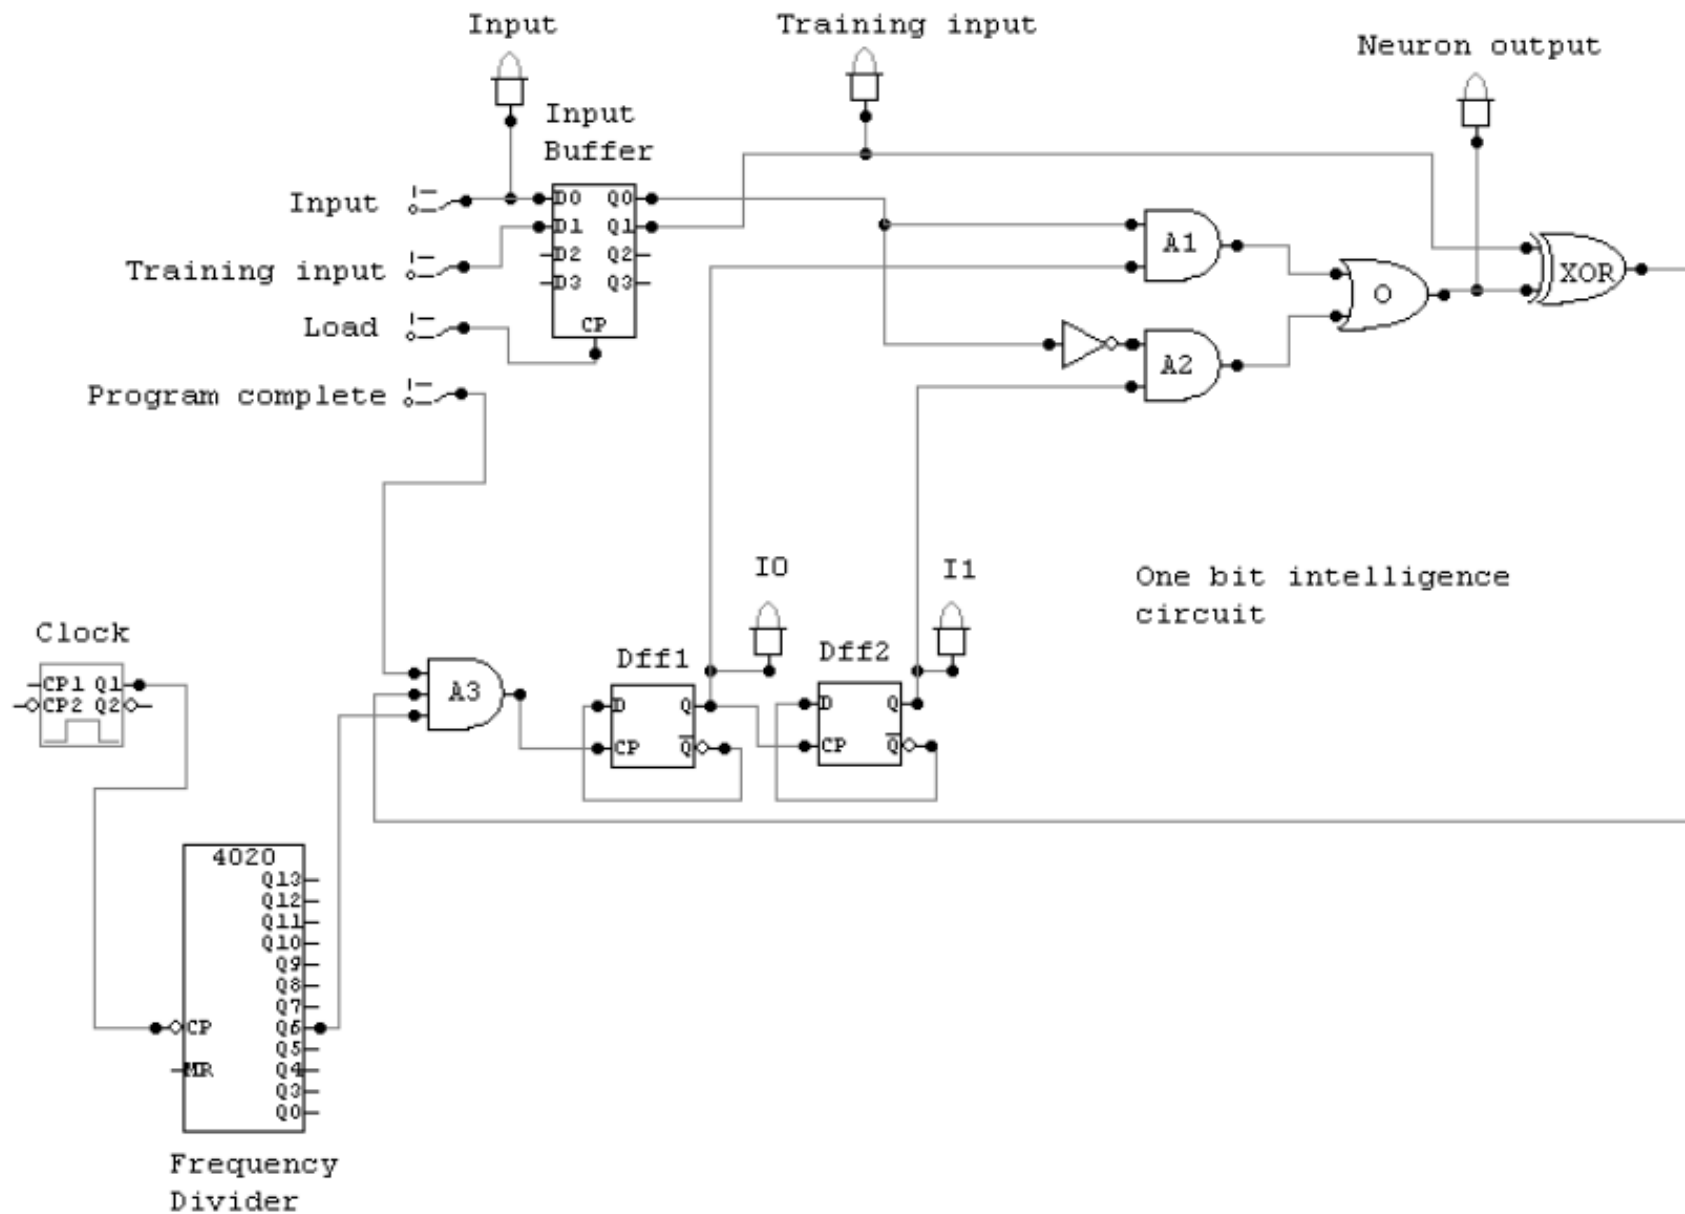 Input
Training input
Neuron output
Input
Buffer
Input
D0 Q0
D1 Q1
D2 Q2
D3 Q3
CP
Training input
Load
Program complete
A1
A2
O
XOR
I0
I1
One bit intelligence
circuit
Clock
CP1 Q1
CP2 Q2
A3
Dff1
D Q
CP Q
Dff2
D Q
CP Q
4020
Q13
Q12
Q11
Q10
Q9
Q8
Q7
CP Q6
Q5
MR Q4
Q3
Q0
Frequency
Divider